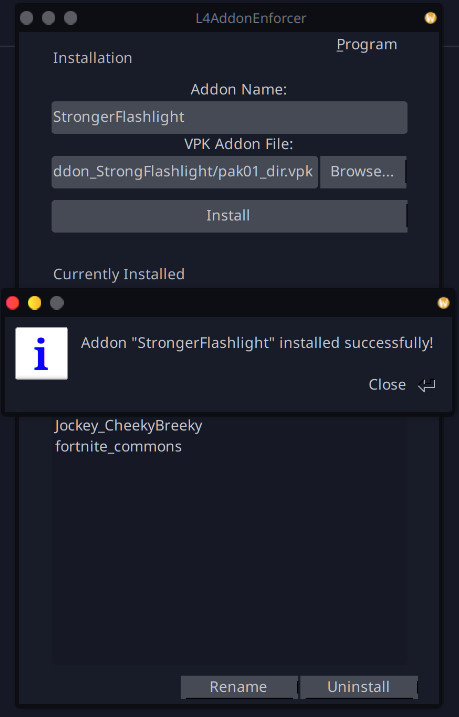 L4AddonEnforcer
Program
Installation
Addon Name:
StrongerFlashlight
VPK Addon File:
ddon_StrongFlashlight/pak01_dir.vpk Browse...
Install
Currently Installed
i
Addon "StrongerFlashlight" installed successfully!
Close
Jockey_CheekyBreeky
fortnite_commons
Rename Uninstall